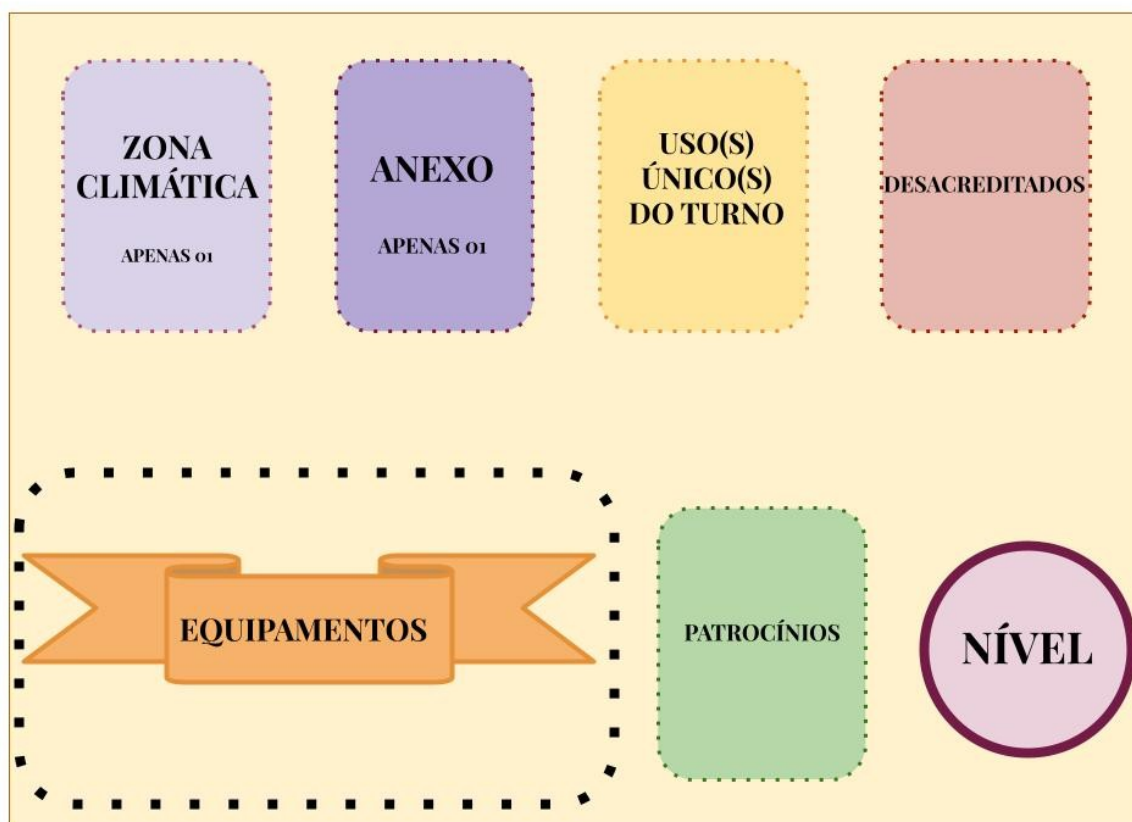 ZONA
CLIMÁTICA
APENAS 01
ANEXO
APENAS 01
USO(S)
ÚNICO(S)
DO TURNO
DESACREDITADOS
EQUIPAMENTOS
PATROCÍNIOS
NÍVEL